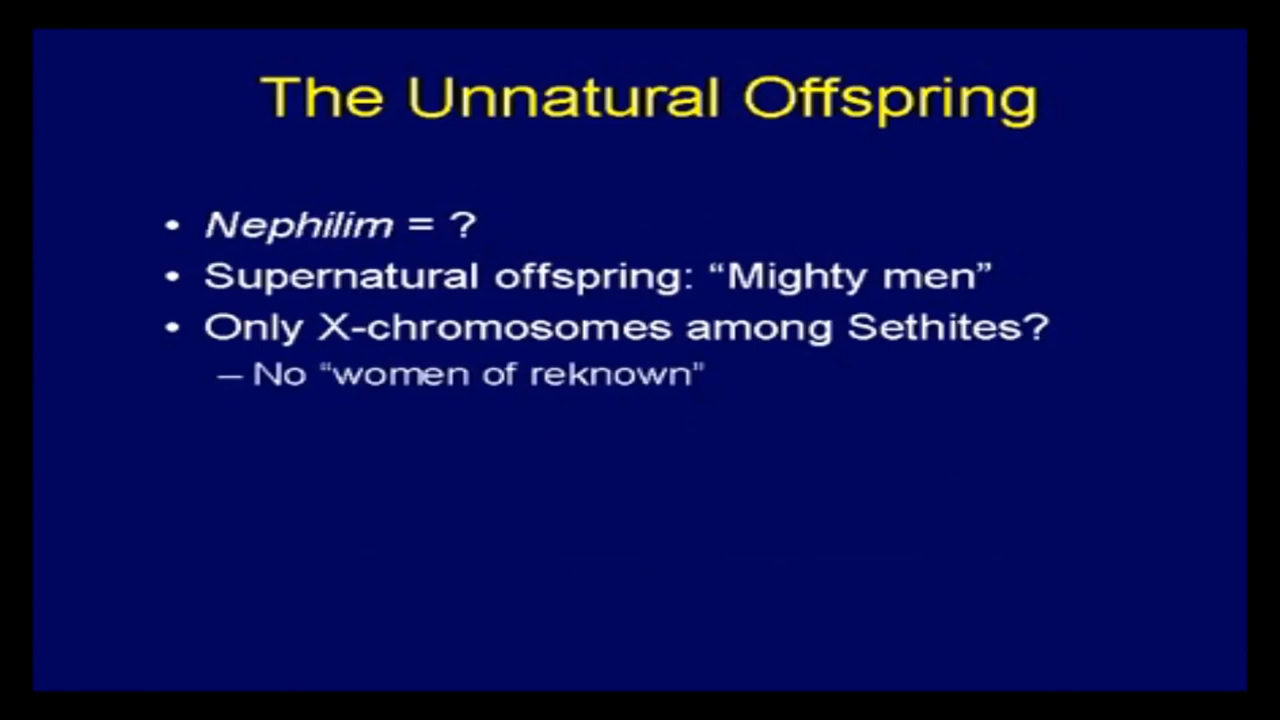 The Unnatural Offspring
• Nephilim = ?
• Supernatural offspring: “Mighty men”
• Only X-chromosomes among Sethites?
– No “women of reknown”